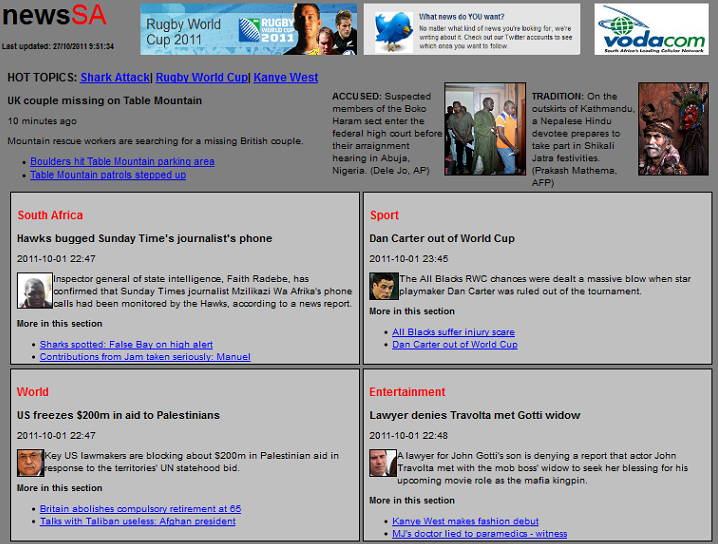 newsSA
Last updated: 27/10/2011 9:51:34
Rugby World
Cup 2011
RUGBY
WORLD CUP
2011
What news do YOU want?
No matter what kind of news you're looking for, we're
writing about it. Check out our Twitter accounts to see
which ones you want to follow.
vodacom
South Africa's Leading Cellular Network
HOT TOPICS: Shark Attack| Rugby World Cup| Kanye West
UK couple missing on Table Mountain
10 minutes ago
Mountain rescue workers are searching for a missing British couple.
Boulders hit Table Mountain parking area
Table Mountain patrols stepped up
ACCUSED: Suspected
members of the Boko
Haram sect enter the
federal high court before
their arraignment
hearing in Abuja,
Nigeria. (Dele Jo, AP)
TRADITION: On the
outskirts of Kathmandu,
a Nepalese Hindu
devotee prepares to
take part in Shikali
Jatra festivities.
(Prakash Mathema,
AFP)
South Africa
Hawks bugged Sunday Time's journalist's phone
2011-10-01 22:47
Inspector general of state intelligence, Faith Radebe, has
confirmed that Sunday Times journalist Mzilikazi Wa Afrika's phone
calls had been monitored by the Hawks, according to a news report.
More in this section
Sharks spotted: False Bay on high alert
Contributions from Jam taken seriously: Manuel
Sport
Dan Carter out of World Cup
2011-10-01 23:45
The All Blacks RWC chances were dealt a massive blow when star
playmaker Dan Carter was ruled out of the tournament.
More in this section
All Blacks suffer injury scare
Dan Carter out of World Cup
World
US freezes $200m in aid to Palestinians
2011-10-01 22:47
Key US lawmakers are blocking about $200m in Palestinian aid in
response to the territories' UN statehood bid.
More in this section
Britain abolishes compulsory retirement at 65
Talks with Taliban useless: Afghan president
Entertainment
Lawyer denies Travolta met Gotti widow
2011-10-01 22:48
A lawyer for John Gotti's son is denying a report that actor John
Travolta met with the mob boss' widow to seek her blessing for his
upcoming movie role as the mafia kingpin.
More in this section
Kanye West makes fashion debut
MJ's doctor lied to paramedics - witness